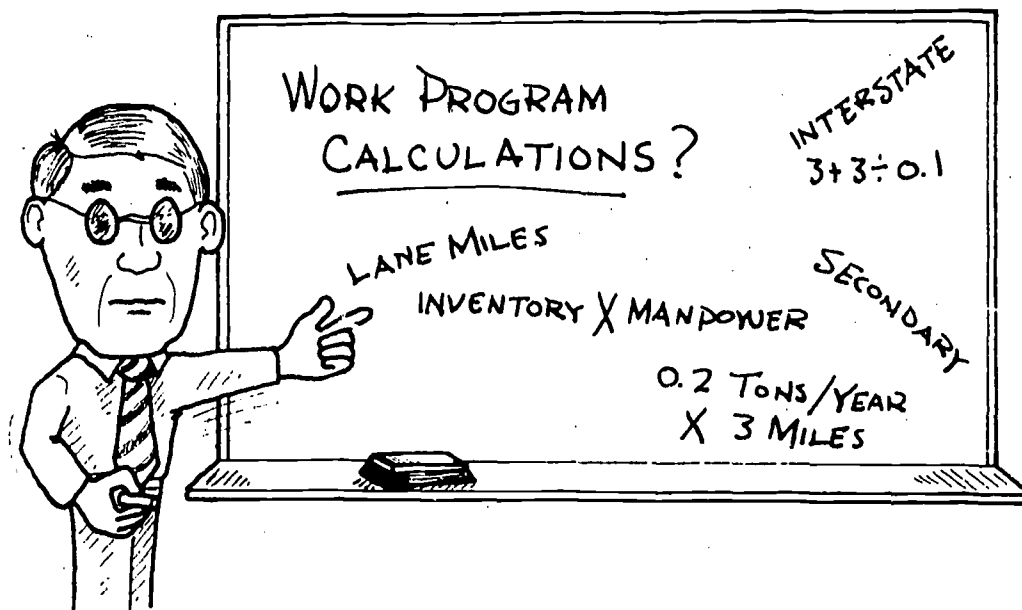 WORK PROGRAM
CALCULATIONS?
INTERSTATE
3+3÷0.1
LANE MILES
INVENTORY X MANPOWER
SECONDARY
0.2 TONS/YEAR
X 3 MILES